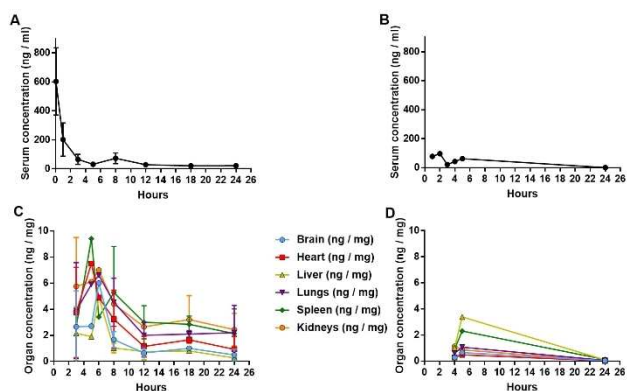 A
Serum concentration (ng / ml)
800
600
400
200
0
0 2 4 6 8 10 12 14 16 18 20 22 24 26
Hours
B
Serum concentration (ng / ml)
800
600
400
200
0
0 2 4 6 8 10 12 14 16 18 20 22 24 26
Hours
C
Organ concentration (ng / mg)
10
8
6
4
2
0
0 2 4 6 8 10 12 14 16 18 20 22 24 26
Hours
Brain (ng / mg)
Heart (ng / mg)
Liver (ng / mg)
Lungs (ng / mg)
Spleen (ng / mg)
Kidneys (ng / mg)
D
Organ concentration (ng / mg)
10
8
6
4
2
0
0 2 4 6 8 10 12 14 16 18 20 22 24 26
Hours